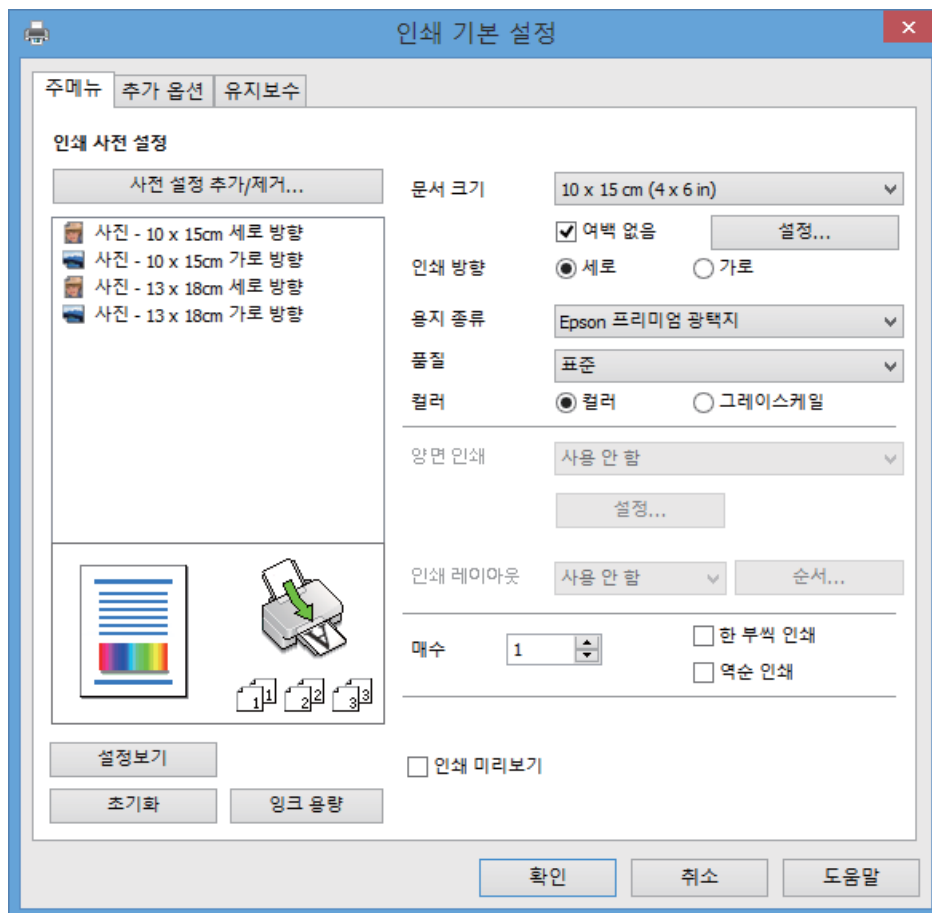 인쇄 기본 설정
주메뉴 추가 옵션 유지보수
인쇄 사전 설정
사전 설정 추가/제거...
사진 - 10 x 15cm 세로 방향
사진 - 10 x 15cm 가로 방향
사진 - 13 x 18cm 세로 방향
사진 - 13 x 18cm 가로 방향
문서 크기 10 x 15 cm (4 x 6 in)
여백 없음 설정...
인쇄 방향 세로 가로
용지 종류 Epson 프리미엄 광택지
품질 표준
컬러 컬러 그레이스케일
양면 인쇄 사용 안 함
설정...
인쇄 레이아웃 사용 안 함 순서...
매수 1 한 부씩 인쇄
역순 인쇄
1 1 2 2 3 3
설정보기
인쇄 미리보기
초기화 잉크 용량
확인 취소 도움말